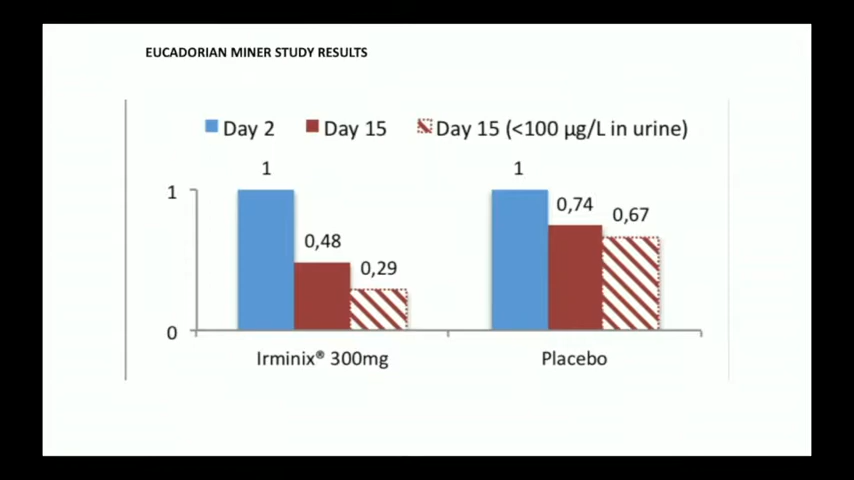 EUCADORIAN MINER STUDY RESULTS
Day 2 Day 15 Day 15 (<100 µg/L in urine)
1 1
1
0,74
0,67
0,48
0,29
0
Irminix® 300mg Placebo